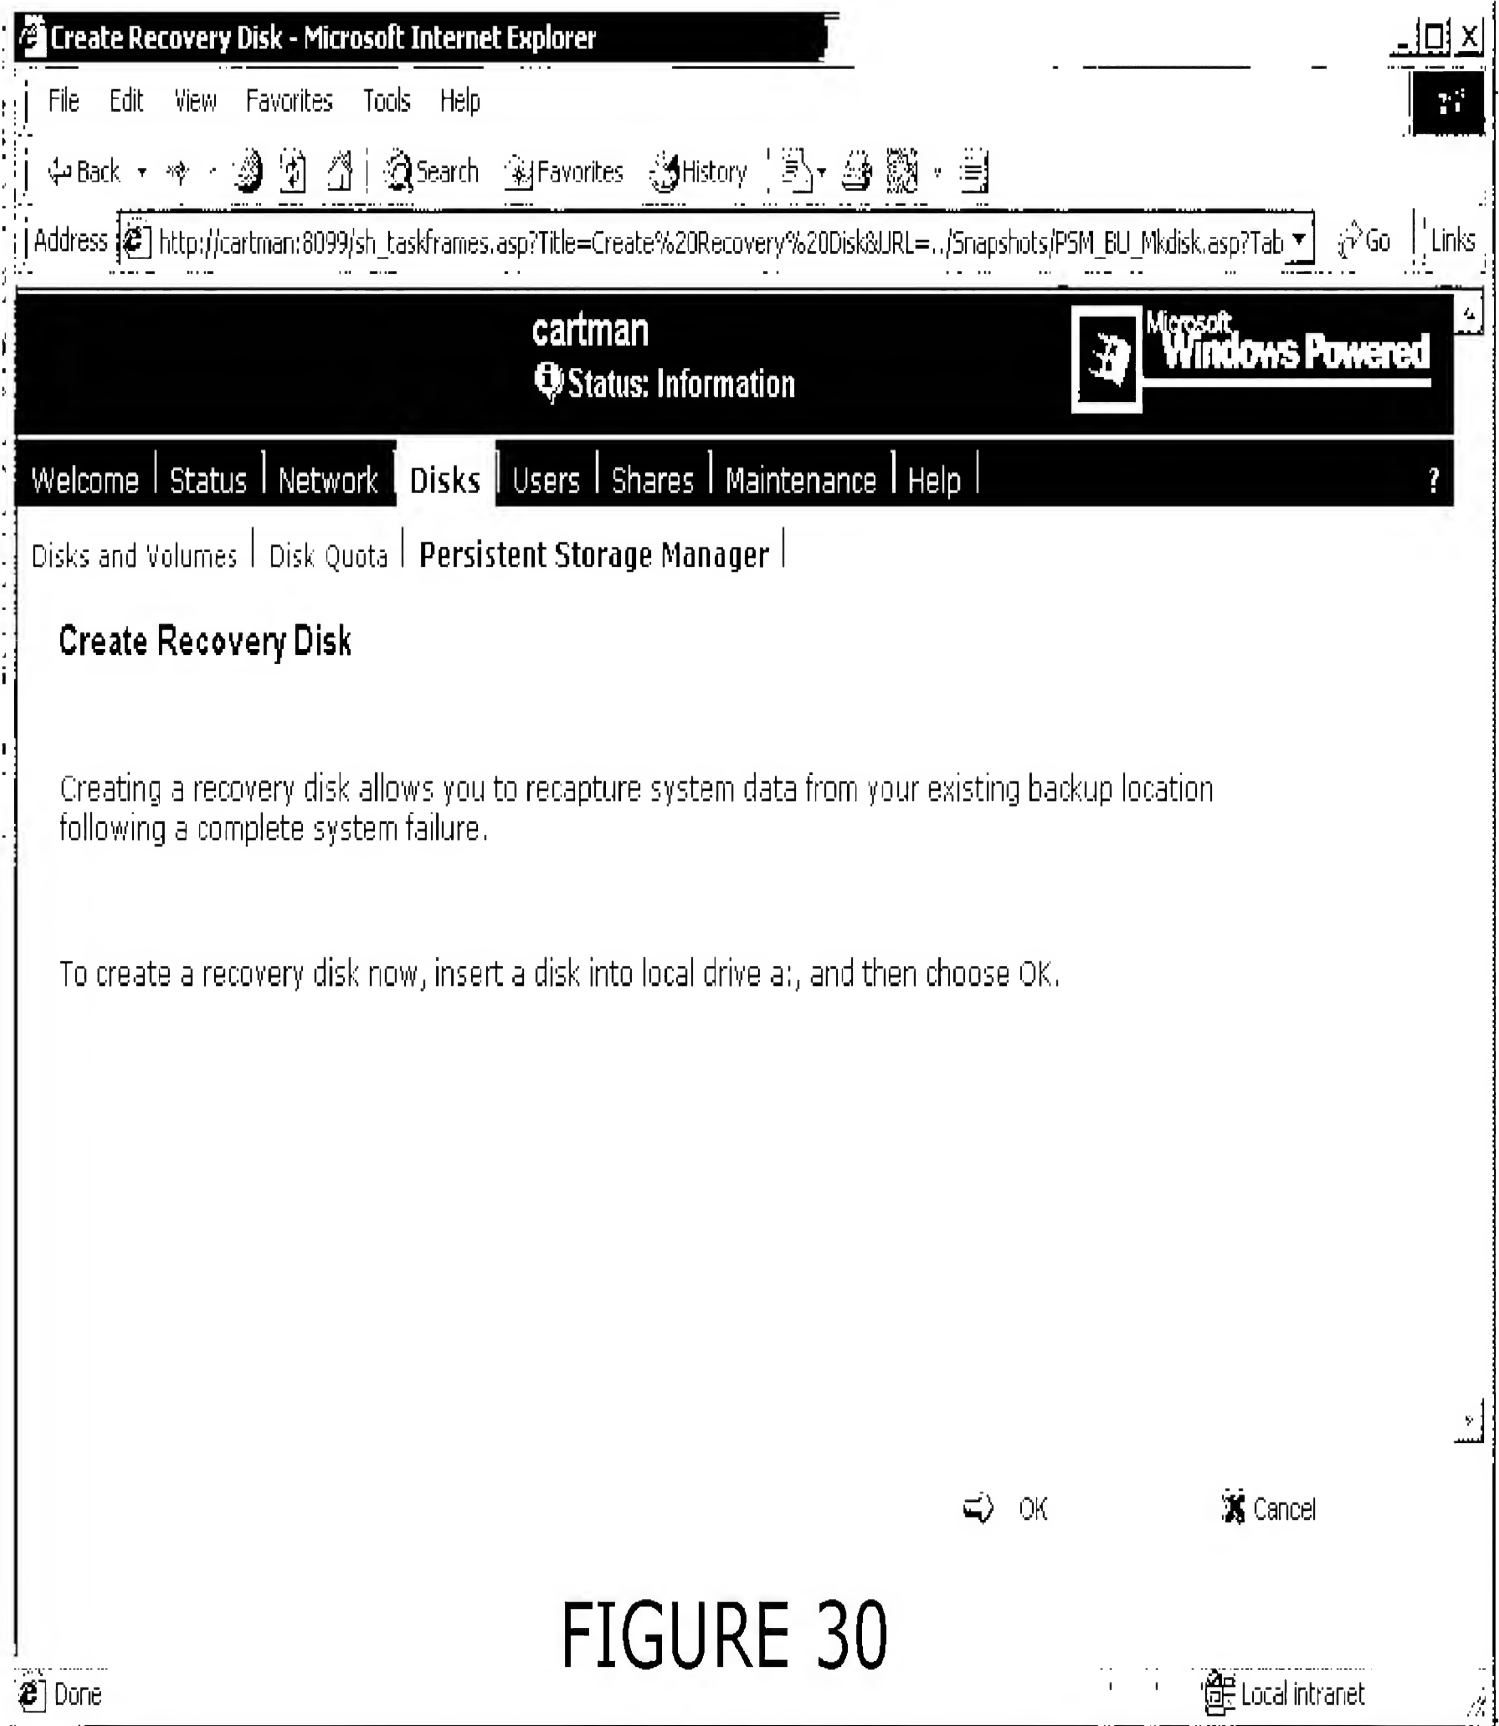 Create Recovery Disk - Microsoft Internet Explorer
File Edit View Favorites Tools Help
Back Search Favorites History
Address http://cartman:8099/sh_taskframes.asp?Title=Create%20Recovery%20Disk&URL=../Snapshots/PSM_BU_Mkdisk.asp?Tab Go Links
cartman
Status: Information
Microsoft
Windows Powered
Welcome | Status | Network | Disks | Users | Shares | Maintenance | Help | ?
Disks and Volumes | Disk Quota | Persistent Storage Manager |
Create Recovery Disk
Creating a recovery disk allows you to recapture system data from your existing backup location
following a complete system failure.
To create a recovery disk now, insert a disk into local drive a:, and then choose OK.
OK Cancel
FIGURE 30
Done Local intranet